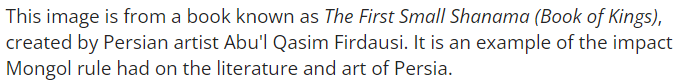 This image is from a book known as The First Small Shanama (Book of Kings),
created by Persian artist Abu'l Qasim Firdausi. It is an example of the impact
Mongol rule had on the literature and art of Persia.